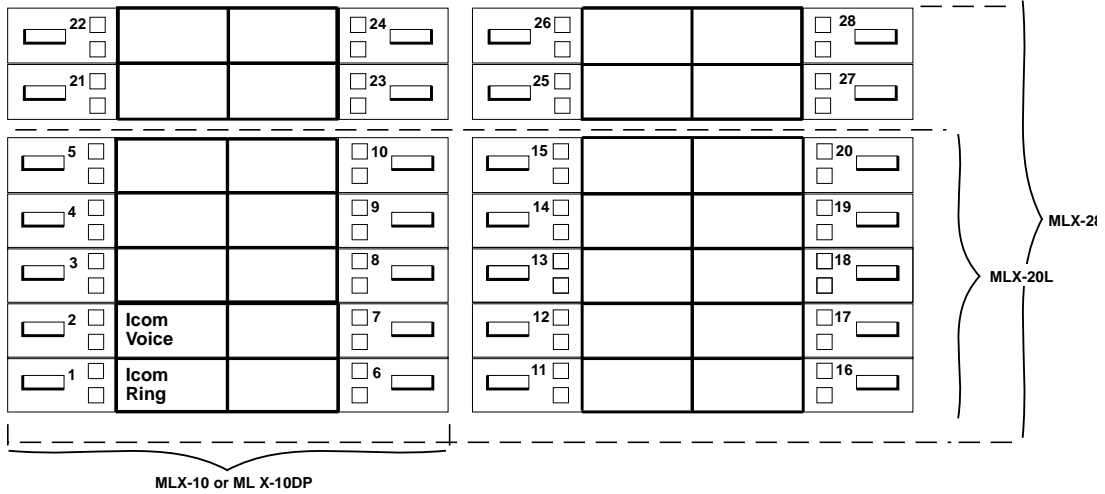 22 24 26 28
21 23 25 27
5 10 15 20
4 9 14 19
MLX-28
3 8 13 18
MLX-20L
2 Icom Voice 7 12 17
1 Icom Ring 6 11 16
MLX-10 or ML X-10DP